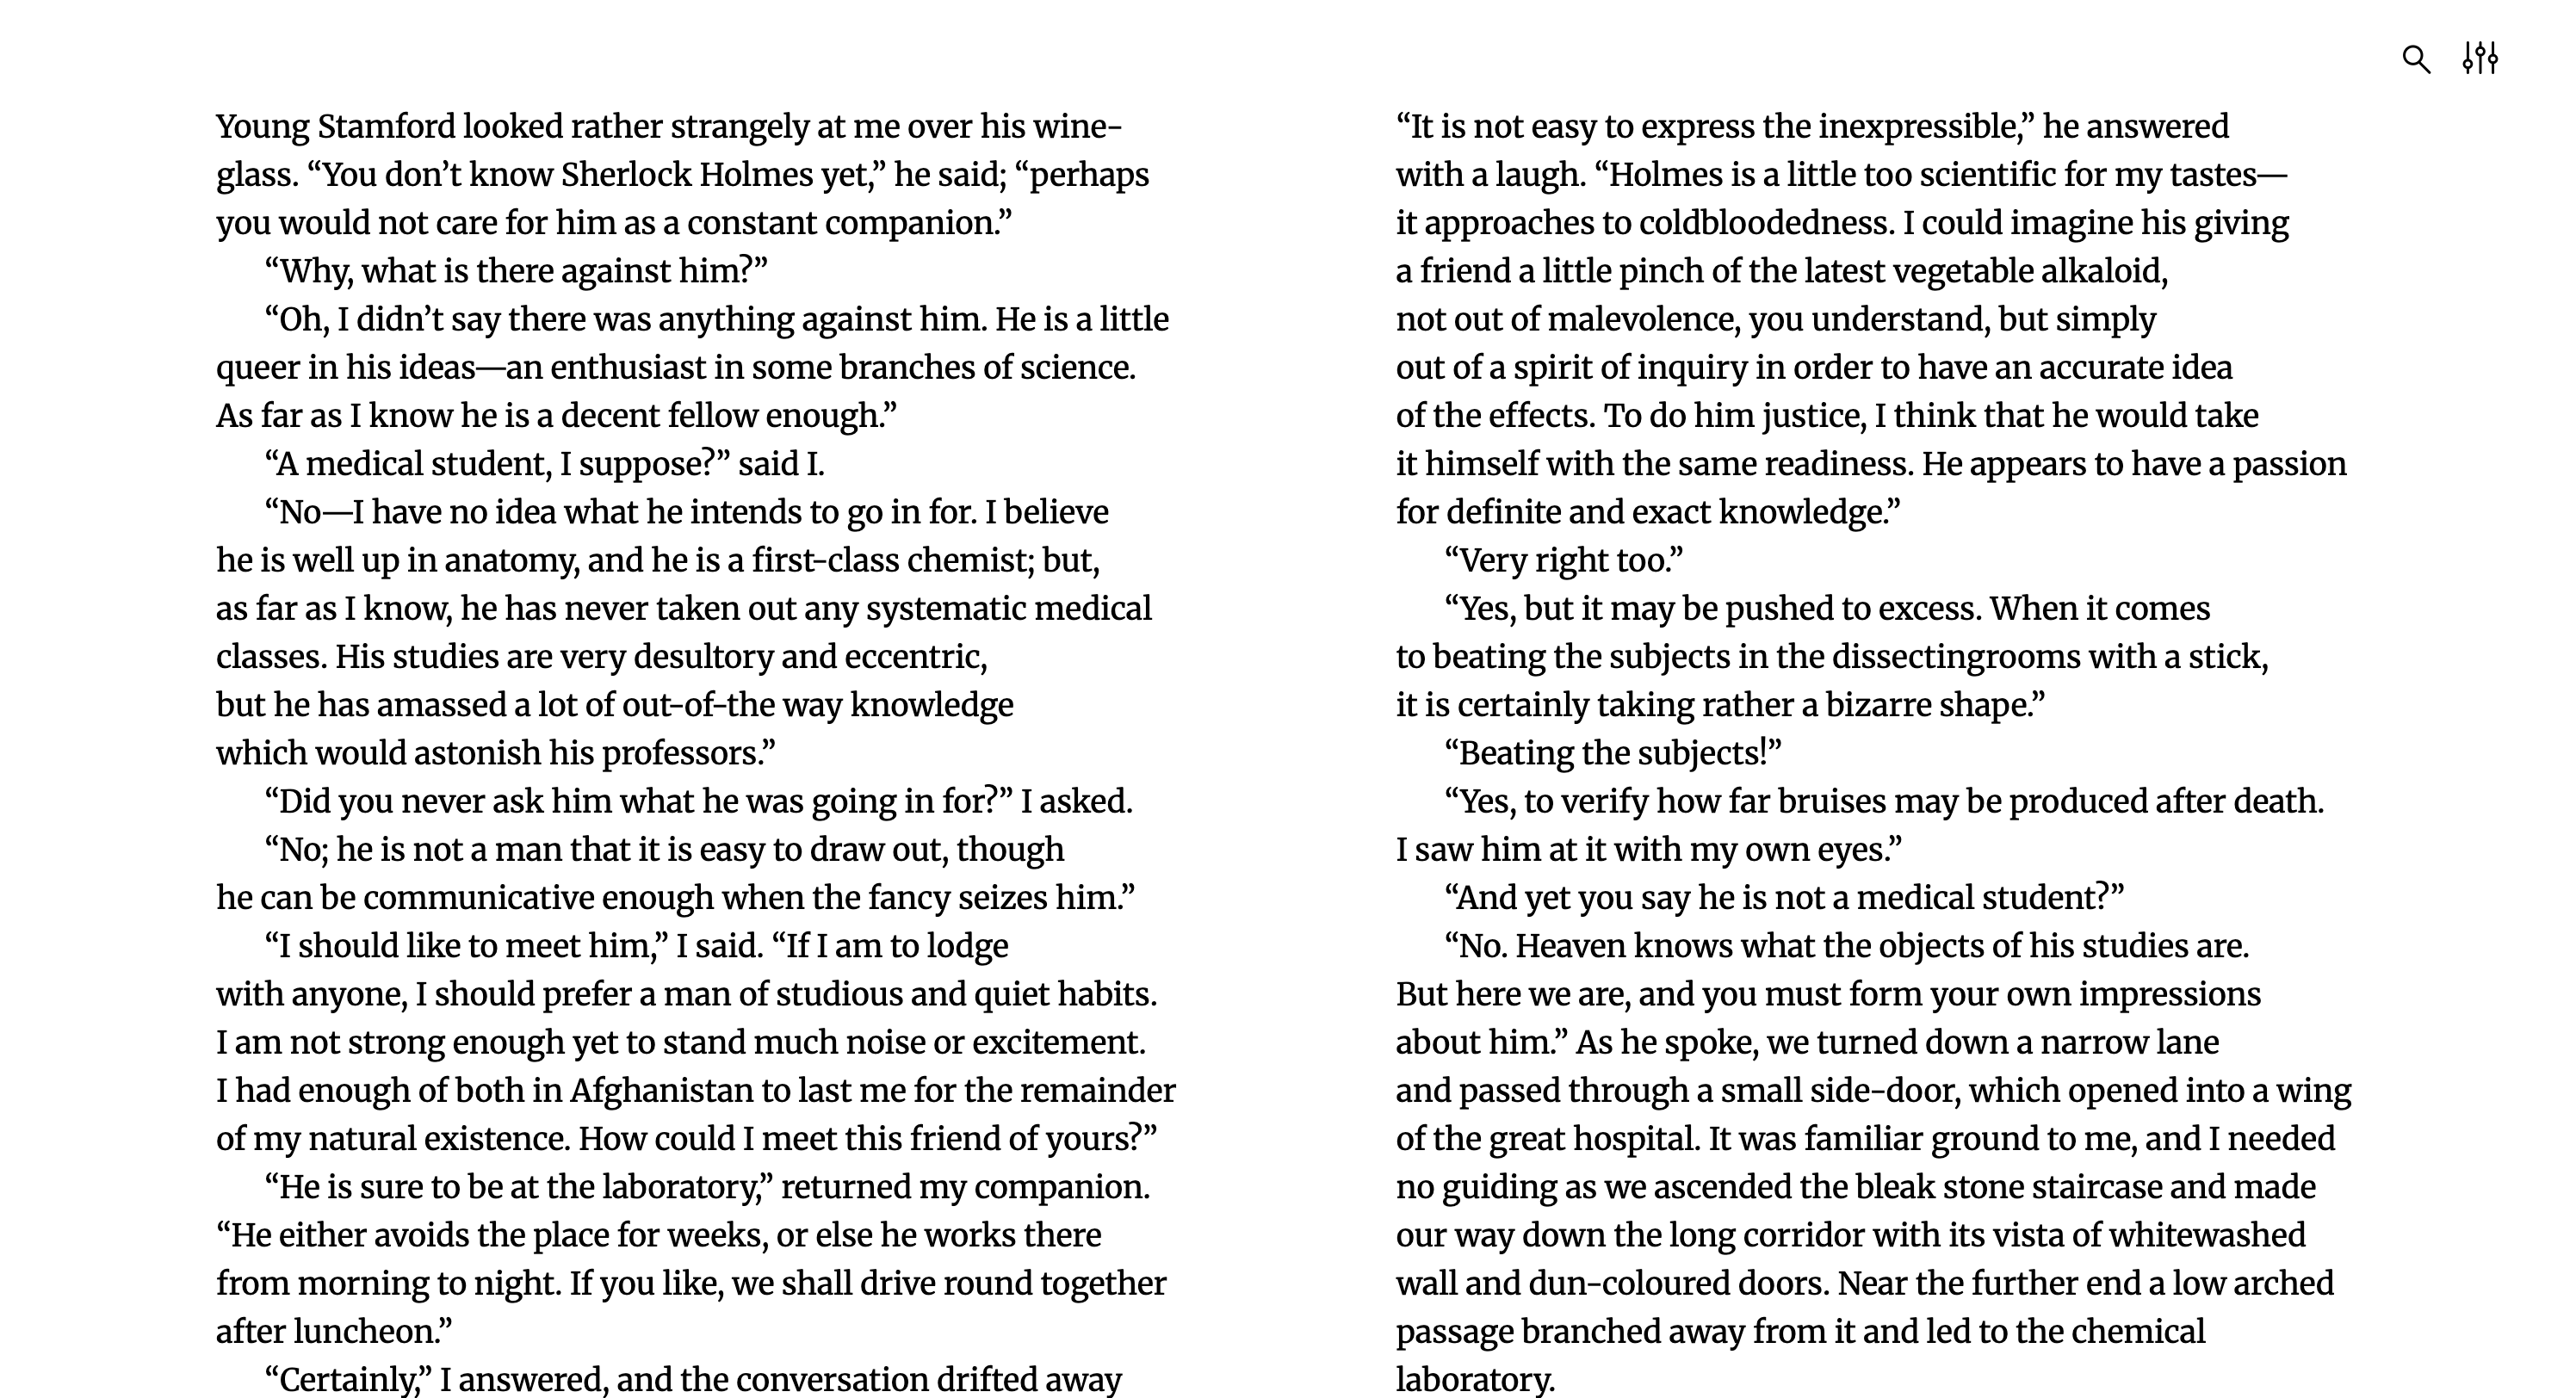 Young Stamford looked rather strangely at me over his wine-
glass. “You don’t know Sherlock Holmes yet,” he said; “perhaps
you would not care for him as a constant companion.”
“Why, what is there against him?”
“Oh, I didn’t say there was anything against him. He is a little
queer in his ideas—an enthusiast in some branches of science.
As far as I know he is a decent fellow enough.”
“A medical student, I suppose?” said I.
“No—I have no idea what he intends to go in for. I believe
he is well up in anatomy, and he is a first-class chemist; but,
as far as I know, he has never taken out any systematic medical
classes. His studies are very desultory and eccentric,
but he has amassed a lot of out-of-the way knowledge
which would astonish his professors.”
“Did you never ask him what he was going in for?” I asked.
“No; he is not a man that it is easy to draw out, though
he can be communicative enough when the fancy seizes him.”
“I should like to meet him,” I said. “If I am to lodge
with anyone, I should prefer a man of studious and quiet habits.
I am not strong enough yet to stand much noise or excitement.
I had enough of both in Afghanistan to last me for the remainder
of my natural existence. How could I meet this friend of yours?”
“He is sure to be at the laboratory,” returned my companion.
“He either avoids the place for weeks, or else he works there
from morning to night. If you like, we shall drive round together
after luncheon.”
“Certainly,” I answered, and the conversation drifted away
“It is not easy to express the inexpressible,” he answered
with a laugh. “Holmes is a little too scientific for my tastes—
it approaches to coldbloodedness. I could imagine his giving
a friend a little pinch of the latest vegetable alkaloid,
not out of malevolence, you understand, but simply
out of a spirit of inquiry in order to have an accurate idea
of the effects. To do him justice, I think that he would take
it himself with the same readiness. He appears to have a passion
for definite and exact knowledge.”
“Very right too.”
“Yes, but it may be pushed to excess. When it comes
to beating the subjects in the dissectingrooms with a stick,
it is certainly taking rather a bizarre shape.”
“Beating the subjects!”
“Yes, to verify how far bruises may be produced after death.
I saw him at it with my own eyes.”
“And yet you say he is not a medical student?”
“No. Heaven knows what the objects of his studies are.
But here we are, and you must form your own impressions
about him.” As he spoke, we turned down a narrow lane
and passed through a small side-door, which opened into a wing
of the great hospital. It was familiar ground to me, and I needed
no guiding as we ascended the bleak stone staircase and made
our way down the long corridor with its vista of whitewashed
wall and dun-coloured doors. Near the further end a low arched
passage branched away from it and led to the chemical
laboratory.